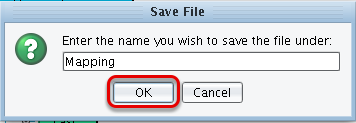 Save File
Enter the name you wish to save the file under:
Mapping
OK Cancel